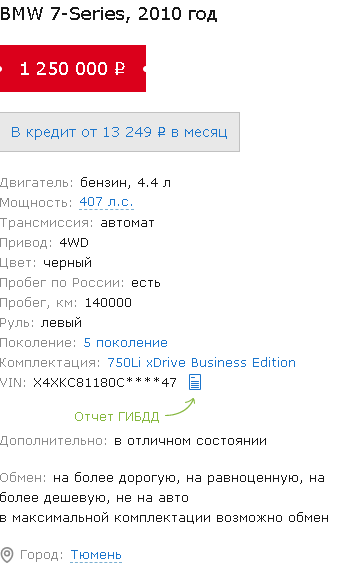 BMW 7-Series, 2010 год
1 250 000 ₽
В кредит от 13 249 ₽ в месяц
Двигатель: бензин, 4.4 л
Мощность: 407 л.с.
Трансмиссия: автомат
Привод: 4WD
Цвет: черный
Пробег по России: есть
Пробег, км: 140000
Руль: левый
Поколение: 5 поколение
Комплектация: 750Li xDrive Business Edition
VIN: X4XKC81180C****47
Отчет ГИБДД
Дополнительно: в отличном состоянии
Обмен: на более дорогую, на равноценную, на
более дешевую, не на авто
в максимальной комплектации возможно обмен
Город: Тюмень